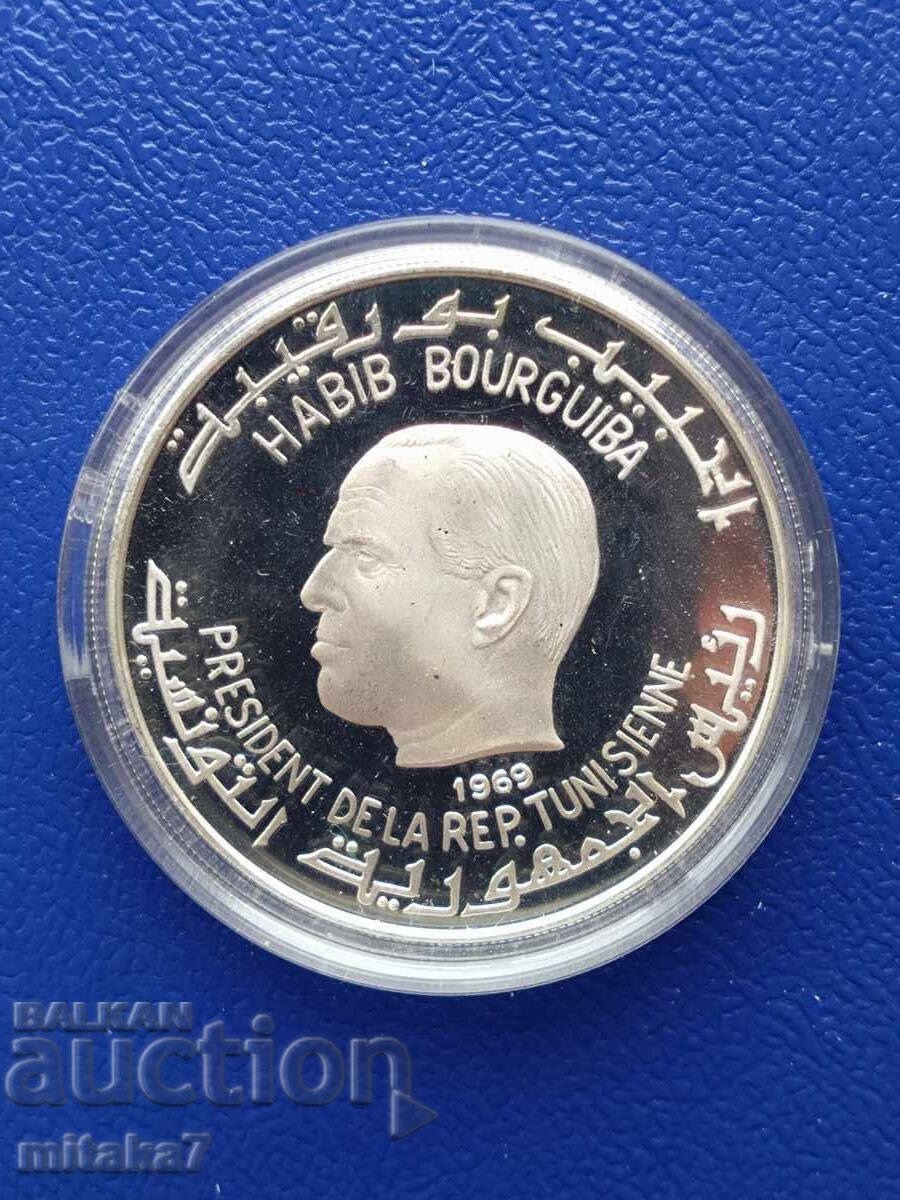 الحبيب بورقيبة
HABIB BOURGUIBA
1969
PRESIDENT DE LA REP. TUNISIENNE
رئيس الجمهورية التونسية
BALKAN
auction
mitaka7